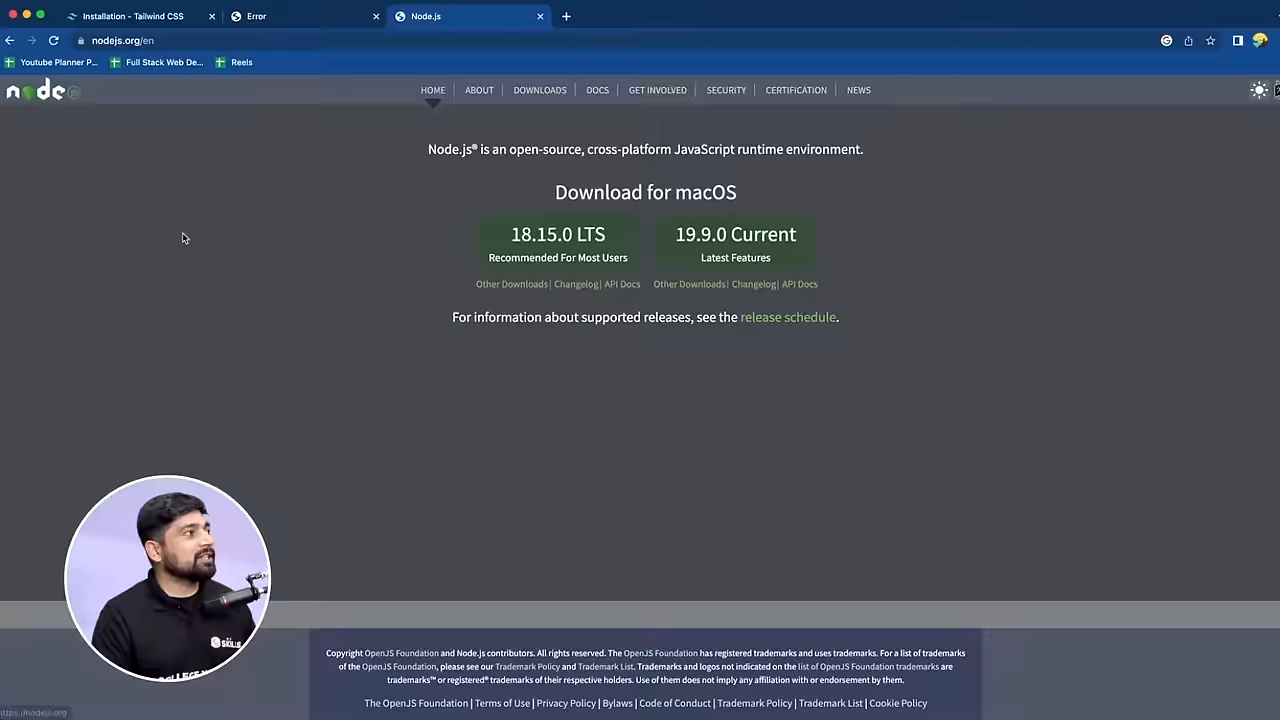 Installation - Tailwind CSS
Error
Node.js
nodejs.org/en
Youtube Planner P...
Full Stack Web De...
Reels
node
HOME
ABOUT
DOWNLOADS
DOCS
GET INVOLVED
SECURITY
CERTIFICATION
NEWS
Node.js® is an open-source, cross-platform JavaScript runtime environment.
Download for macOS
18.15.0 LTS
Recommended For Most Users
19.9.0 Current
Latest Features
Other Downloads | Changelog | API Docs
Other Downloads | Changelog | API Docs
For information about supported releases, see the release schedule.
SKILLS
Copyright OpenJS Foundation and Node.js contributors. All rights reserved. The OpenJS Foundation has registered trademarks and uses trademarks. For a list of trademarks
of the OpenJS Foundation, please see our Trademark Policy and Trademark List. Trademarks and logos not indicated on the list of OpenJS Foundation trademarks are
trademarks™ or registered® trademarks of their respective holders. Use of them does not imply any affiliation with or endorsement by them.
The OpenJS Foundation | Terms of Use | Privacy Policy | Bylaws | Code of Conduct | Trademark Policy | Trademark List | Cookie Policy
https://nodejs.org